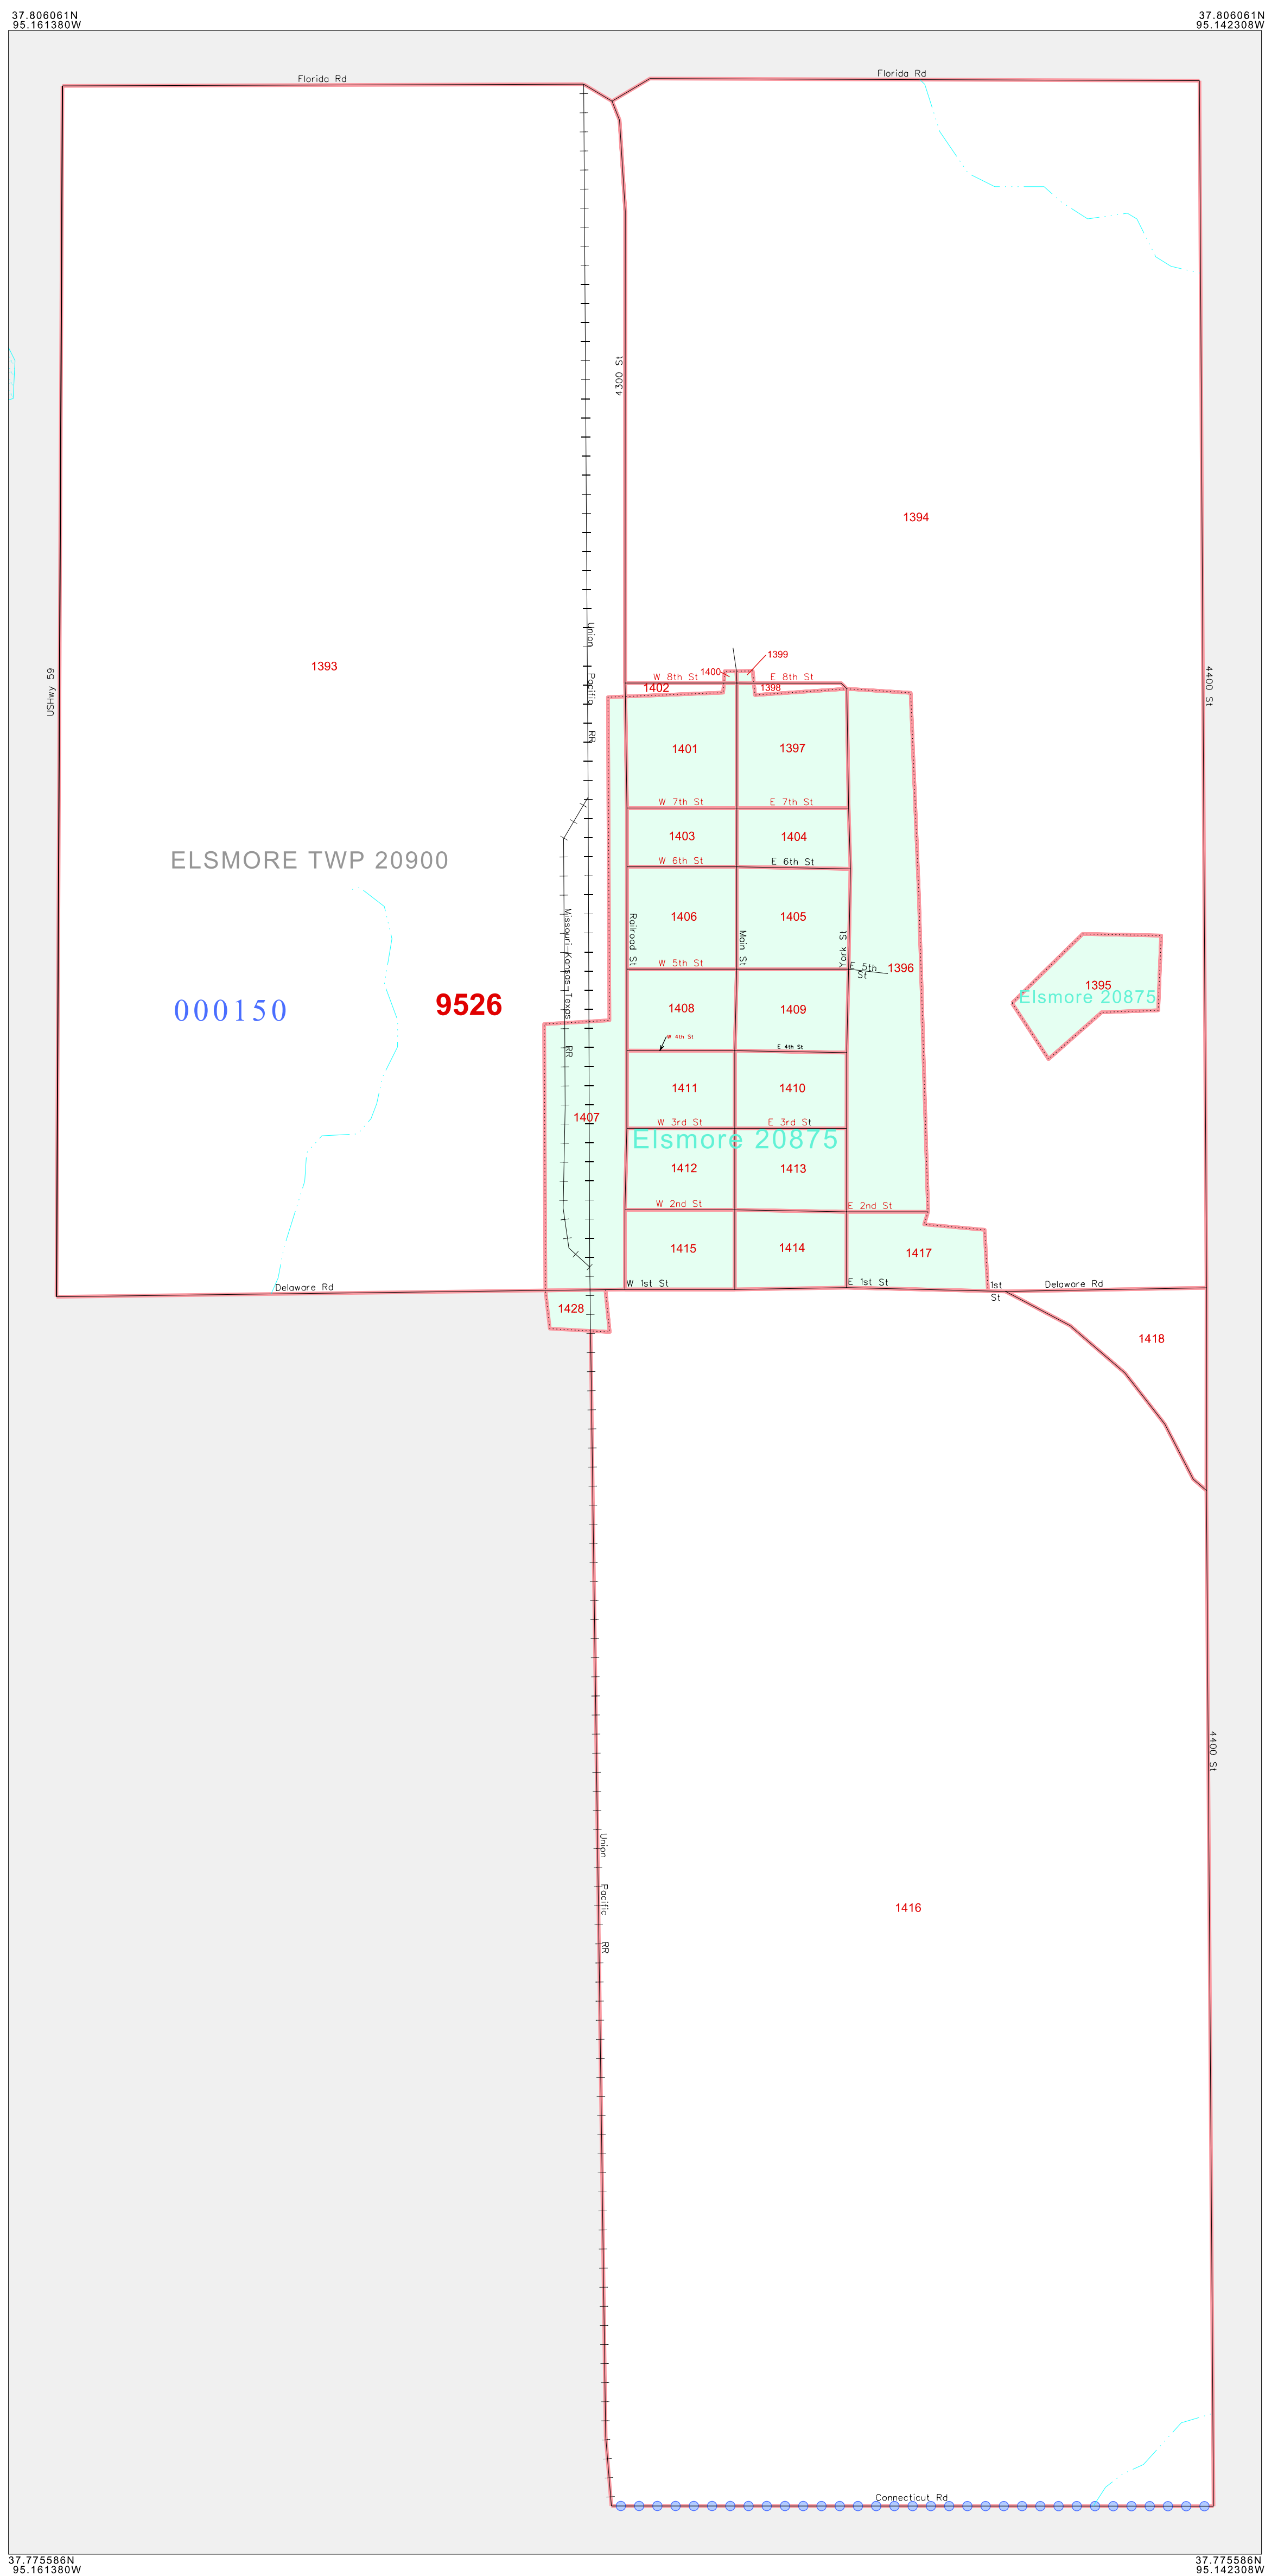 37.806061N
95.161380W
37.806061N
95.142308W
Florida Rd
Florida Rd
4300 St
1394
USHwy 59
1393
Union Pacific RR
4400 St
1399
1400
W 8th St
E 8th St
1402
1398
1401
1397
W 7th St
E 7th St
1403
1404
ELSMORE TWP 20900
W 6th St
E 6th St
1406
1405
Railroad St
Main St
York St
Missouri-Kansas-Texas RR
W 5th St
E 5th St
1396
1395
Elsmore 20875
000150
9526
1408
1409
W 4th St
E 4th St
1411
1410
1407
W 3rd St
E 3rd St
Elsmore 20875
1412
1413
W 2nd St
E 2nd St
1415
1414
1417
Delaware Rd
W 1st St
E 1st St
1st St
Delaware Rd
1428
1418
4400 St
Union Pacific RR
1416
Connecticut Rd
37.775586N
95.161380W
37.775586N
95.142308W